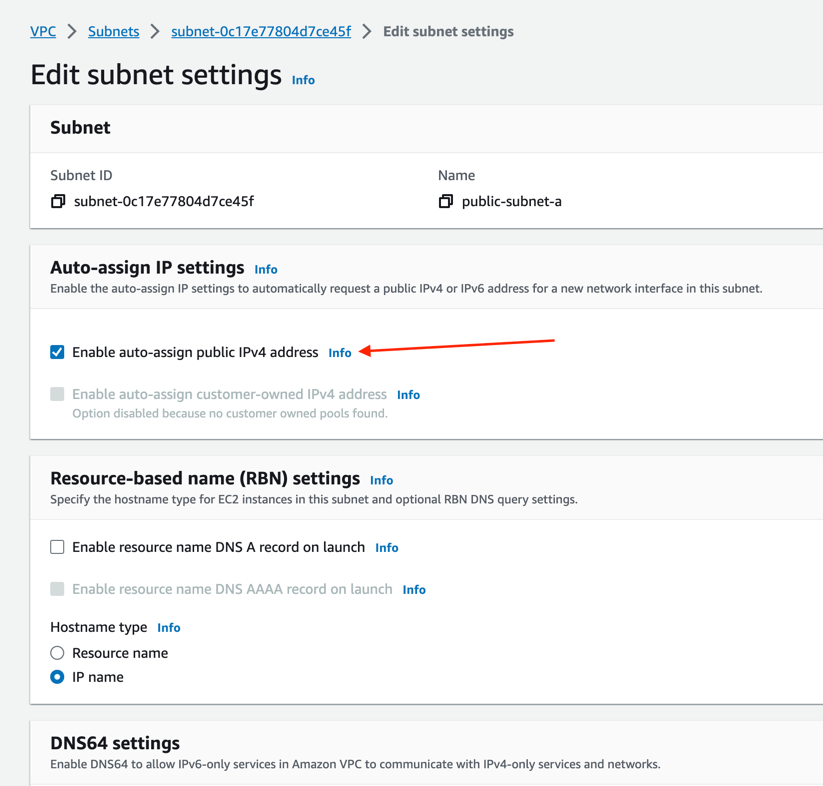 VPC > Subnets > subnet-0c17e77804d7ce45f > Edit subnet settings
Edit subnet settings Info
Subnet
Subnet ID Name
subnet-0c17e77804d7ce45f public-subnet-a
Auto-assign IP settings Info
Enable the auto-assign IP settings to automatically request a public IPv4 or IPv6 address for a new network interface in this subnet.
Enable auto-assign public IPv4 address Info
Enable auto-assign customer-owned IPv4 address Info
Option disabled because no customer owned pools found.
Resource-based name (RBN) settings Info
Specify the hostname type for EC2 instances in this subnet and optional RBN DNS query settings.
Enable resource name DNS A record on launch Info
Enable resource name DNS AAAA record on launch Info
Hostname type Info
Resource name
IP name
DNS64 settings
Enable DNS64 to allow IPv6-only services in Amazon VPC to communicate with IPv4-only services and networks.